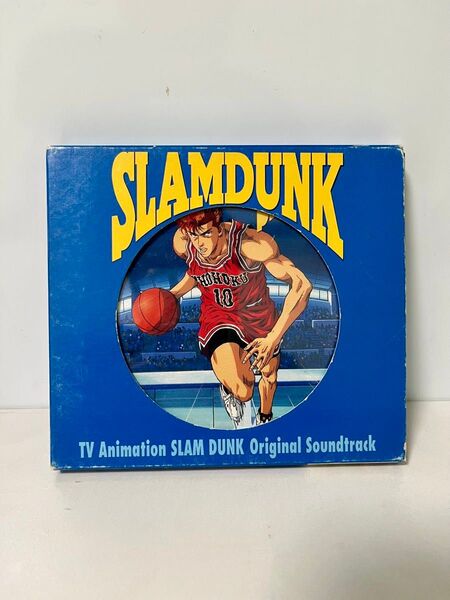 SLAMDUNK
SHOHOKU
10
TV Animation SLAM DUNK Original Soundtrack